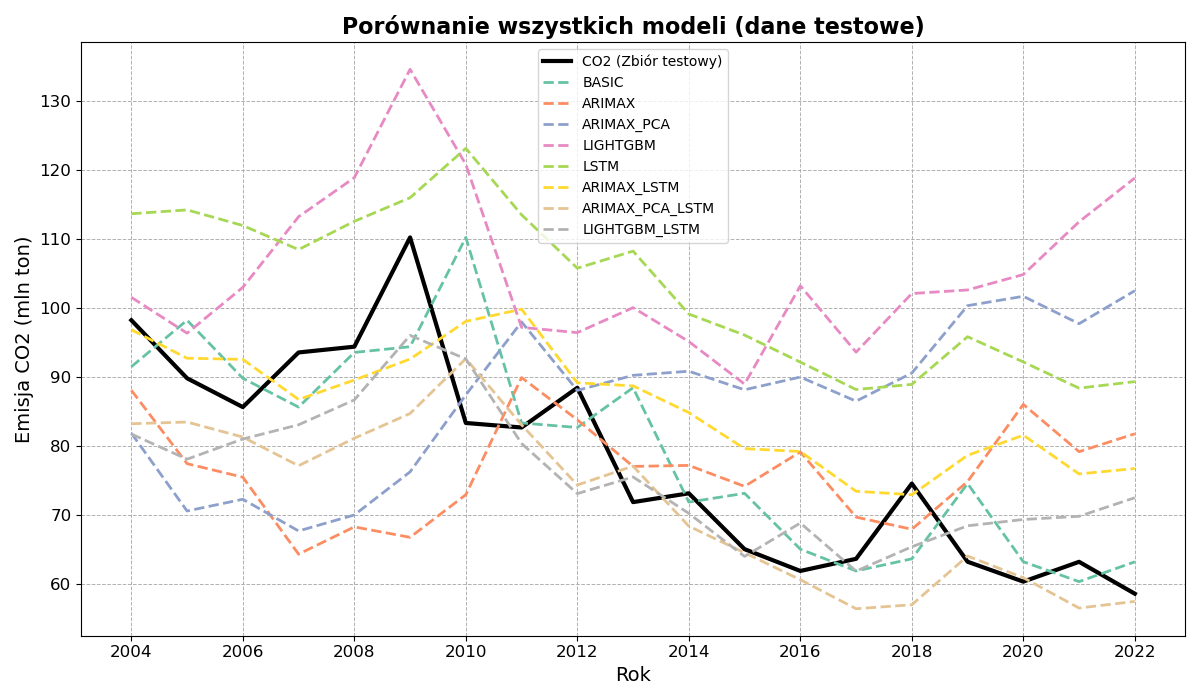 Porównanie wszystkich modeli (dane testowe)
CO2 (Zbiór testowy)
BASIC
ARIMAX
ARIMAX_PCA
LIGHTGBM
LSTM
ARIMAX_LSTM
ARIMAX_PCA_LSTM
LIGHTGBM_LSTM
Emisja CO2 (mln ton)
130
120
110
100
90
80
70
60
2004 2006 2008 2010 2012 2014 2016 2018 2020 2022
Rok